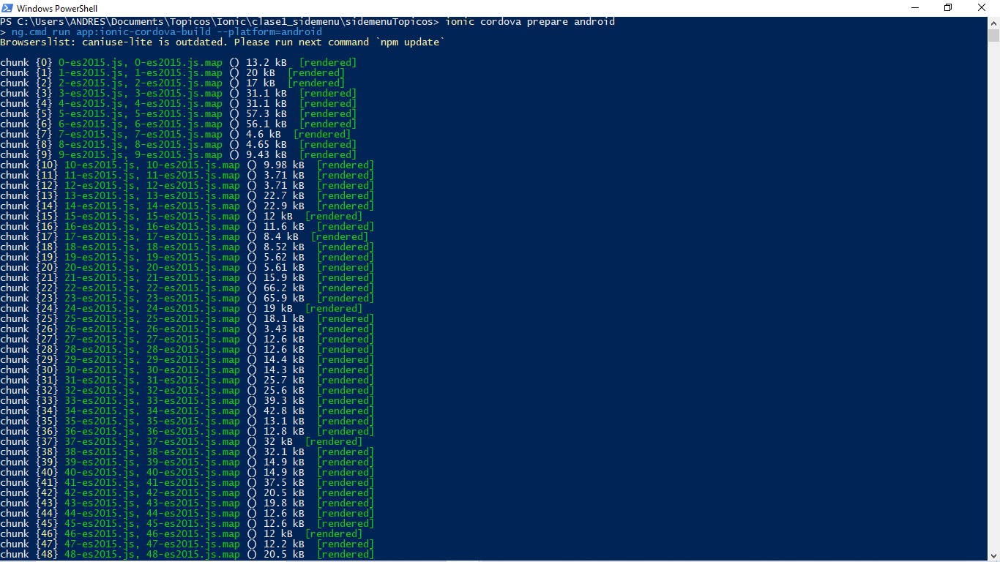 Windows PowerShell
PS C:\Users\ANDRES\Documents\Topicos\Ionic\clase1_sidemenu\sidemenuTopicos> ionic cordova prepare android
> ng.cmd run app:ionic-cordova-build --platform=android
Browserslist: caniuse-lite is outdated. Please run next command `npm update`
chunk {0} 0-es2015.js, 0-es2015.js.map () 13.2 kB  [rendered]
chunk {1} 1-es2015.js, 1-es2015.js.map () 20 kB  [rendered]
chunk {2} 2-es2015.js, 2-es2015.js.map () 17 kB  [rendered]
chunk {3} 3-es2015.js, 3-es2015.js.map () 31.1 kB  [rendered]
chunk {4} 4-es2015.js, 4-es2015.js.map () 31.1 kB  [rendered]
chunk {5} 5-es2015.js, 5-es2015.js.map () 57.3 kB  [rendered]
chunk {6} 6-es2015.js, 6-es2015.js.map () 56.1 kB  [rendered]
chunk {7} 7-es2015.js, 7-es2015.js.map () 4.6 kB  [rendered]
chunk {8} 8-es2015.js, 8-es2015.js.map () 4.65 kB  [rendered]
chunk {9} 9-es2015.js, 9-es2015.js.map () 9.43 kB  [rendered]
chunk {10} 10-es2015.js, 10-es2015.js.map () 9.98 kB  [rendered]
chunk {11} 11-es2015.js, 11-es2015.js.map () 3.71 kB  [rendered]
chunk {12} 12-es2015.js, 12-es2015.js.map () 3.71 kB  [rendered]
chunk {13} 13-es2015.js, 13-es2015.js.map () 22.7 kB  [rendered]
chunk {14} 14-es2015.js, 14-es2015.js.map () 22.9 kB  [rendered]
chunk {15} 15-es2015.js, 15-es2015.js.map () 12 kB  [rendered]
chunk {16} 16-es2015.js, 16-es2015.js.map () 11.6 kB  [rendered]
chunk {17} 17-es2015.js, 17-es2015.js.map () 8.4 kB  [rendered]
chunk {18} 18-es2015.js, 18-es2015.js.map () 8.52 kB  [rendered]
chunk {19} 19-es2015.js, 19-es2015.js.map () 5.62 kB  [rendered]
chunk {20} 20-es2015.js, 20-es2015.js.map () 5.61 kB  [rendered]
chunk {21} 21-es2015.js, 21-es2015.js.map () 15.9 kB  [rendered]
chunk {22} 22-es2015.js, 22-es2015.js.map () 66.2 kB  [rendered]
chunk {23} 23-es2015.js, 23-es2015.js.map () 65.9 kB  [rendered]
chunk {24} 24-es2015.js, 24-es2015.js.map () 19 kB  [rendered]
chunk {25} 25-es2015.js, 25-es2015.js.map () 18.1 kB  [rendered]
chunk {26} 26-es2015.js, 26-es2015.js.map () 3.43 kB  [rendered]
chunk {27} 27-es2015.js, 27-es2015.js.map () 12.6 kB  [rendered]
chunk {28} 28-es2015.js, 28-es2015.js.map () 12.6 kB  [rendered]
chunk {29} 29-es2015.js, 29-es2015.js.map () 14.4 kB  [rendered]
chunk {30} 30-es2015.js, 30-es2015.js.map () 14.3 kB  [rendered]
chunk {31} 31-es2015.js, 31-es2015.js.map () 25.7 kB  [rendered]
chunk {32} 32-es2015.js, 32-es2015.js.map () 25.6 kB  [rendered]
chunk {33} 33-es2015.js, 33-es2015.js.map () 39.3 kB  [rendered]
chunk {34} 34-es2015.js, 34-es2015.js.map () 42.8 kB  [rendered]
chunk {35} 35-es2015.js, 35-es2015.js.map () 13.1 kB  [rendered]
chunk {36} 36-es2015.js, 36-es2015.js.map () 12.8 kB  [rendered]
chunk {37} 37-es2015.js, 37-es2015.js.map () 32 kB  [rendered]
chunk {38} 38-es2015.js, 38-es2015.js.map () 32.1 kB  [rendered]
chunk {39} 39-es2015.js, 39-es2015.js.map () 14.9 kB  [rendered]
chunk {40} 40-es2015.js, 40-es2015.js.map () 14.9 kB  [rendered]
chunk {41} 41-es2015.js, 41-es2015.js.map () 37.5 kB  [rendered]
chunk {42} 42-es2015.js, 42-es2015.js.map () 20.5 kB  [rendered]
chunk {43} 43-es2015.js, 43-es2015.js.map () 19.8 kB  [rendered]
chunk {44} 44-es2015.js, 44-es2015.js.map () 12.6 kB  [rendered]
chunk {45} 45-es2015.js, 45-es2015.js.map () 12.6 kB  [rendered]
chunk {46} 46-es2015.js, 46-es2015.js.map () 12 kB  [rendered]
chunk {47} 47-es2015.js, 47-es2015.js.map () 12.2 kB  [rendered]
chunk {48} 48-es2015.js, 48-es2015.js.map () 20.5 kB  [rendered]